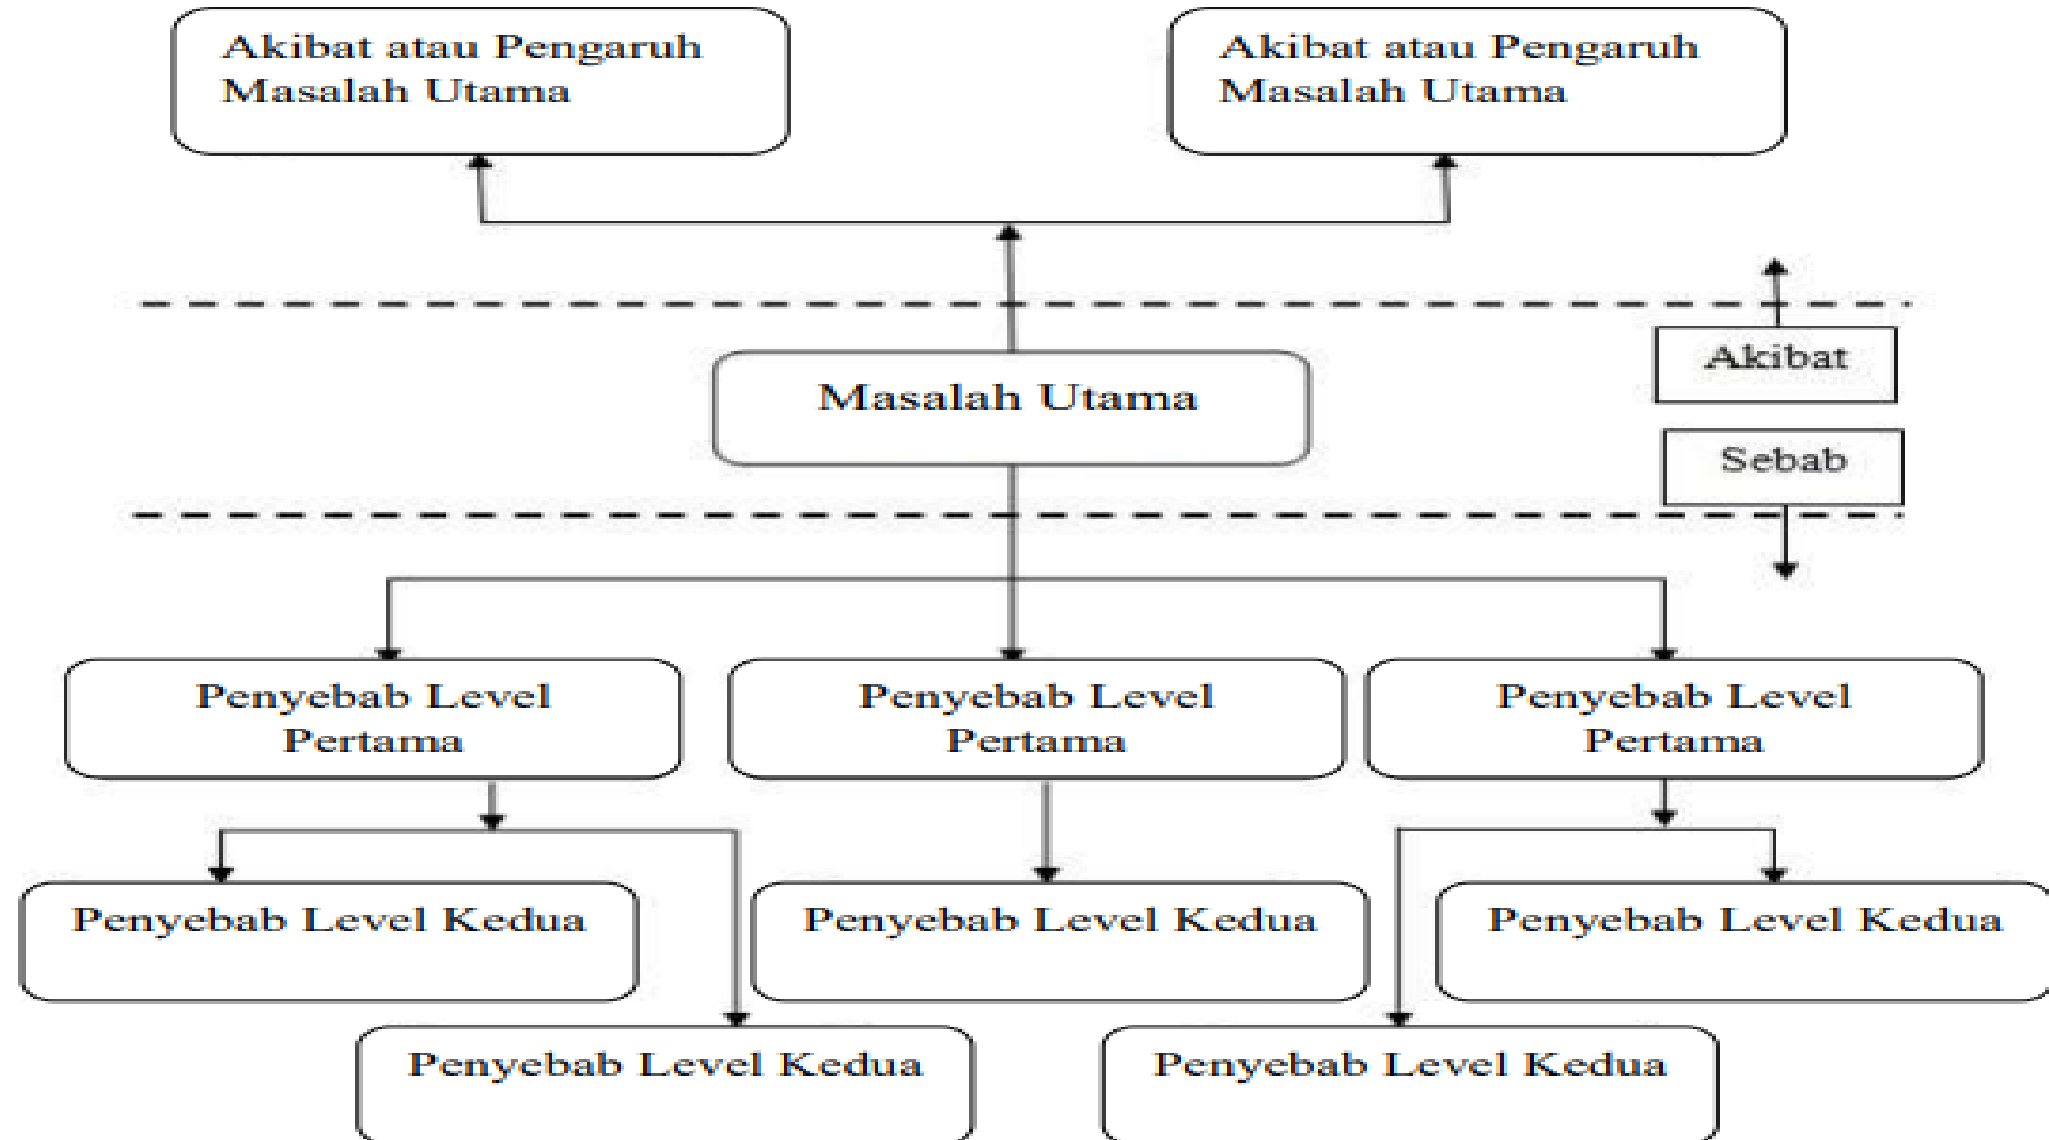 Akibat atau Pengaruh
Masalah Utama
Akibat atau Pengaruh
Masalah Utama
Akibat
Masalah Utama
Sebab
Penyebab Level
Pertama
Penyebab Level
Pertama
Penyebab Level
Pertama
Penyebab Level Kedua
Penyebab Level Kedua
Penyebab Level Kedua
Penyebab Level Kedua
Penyebab Level Kedua